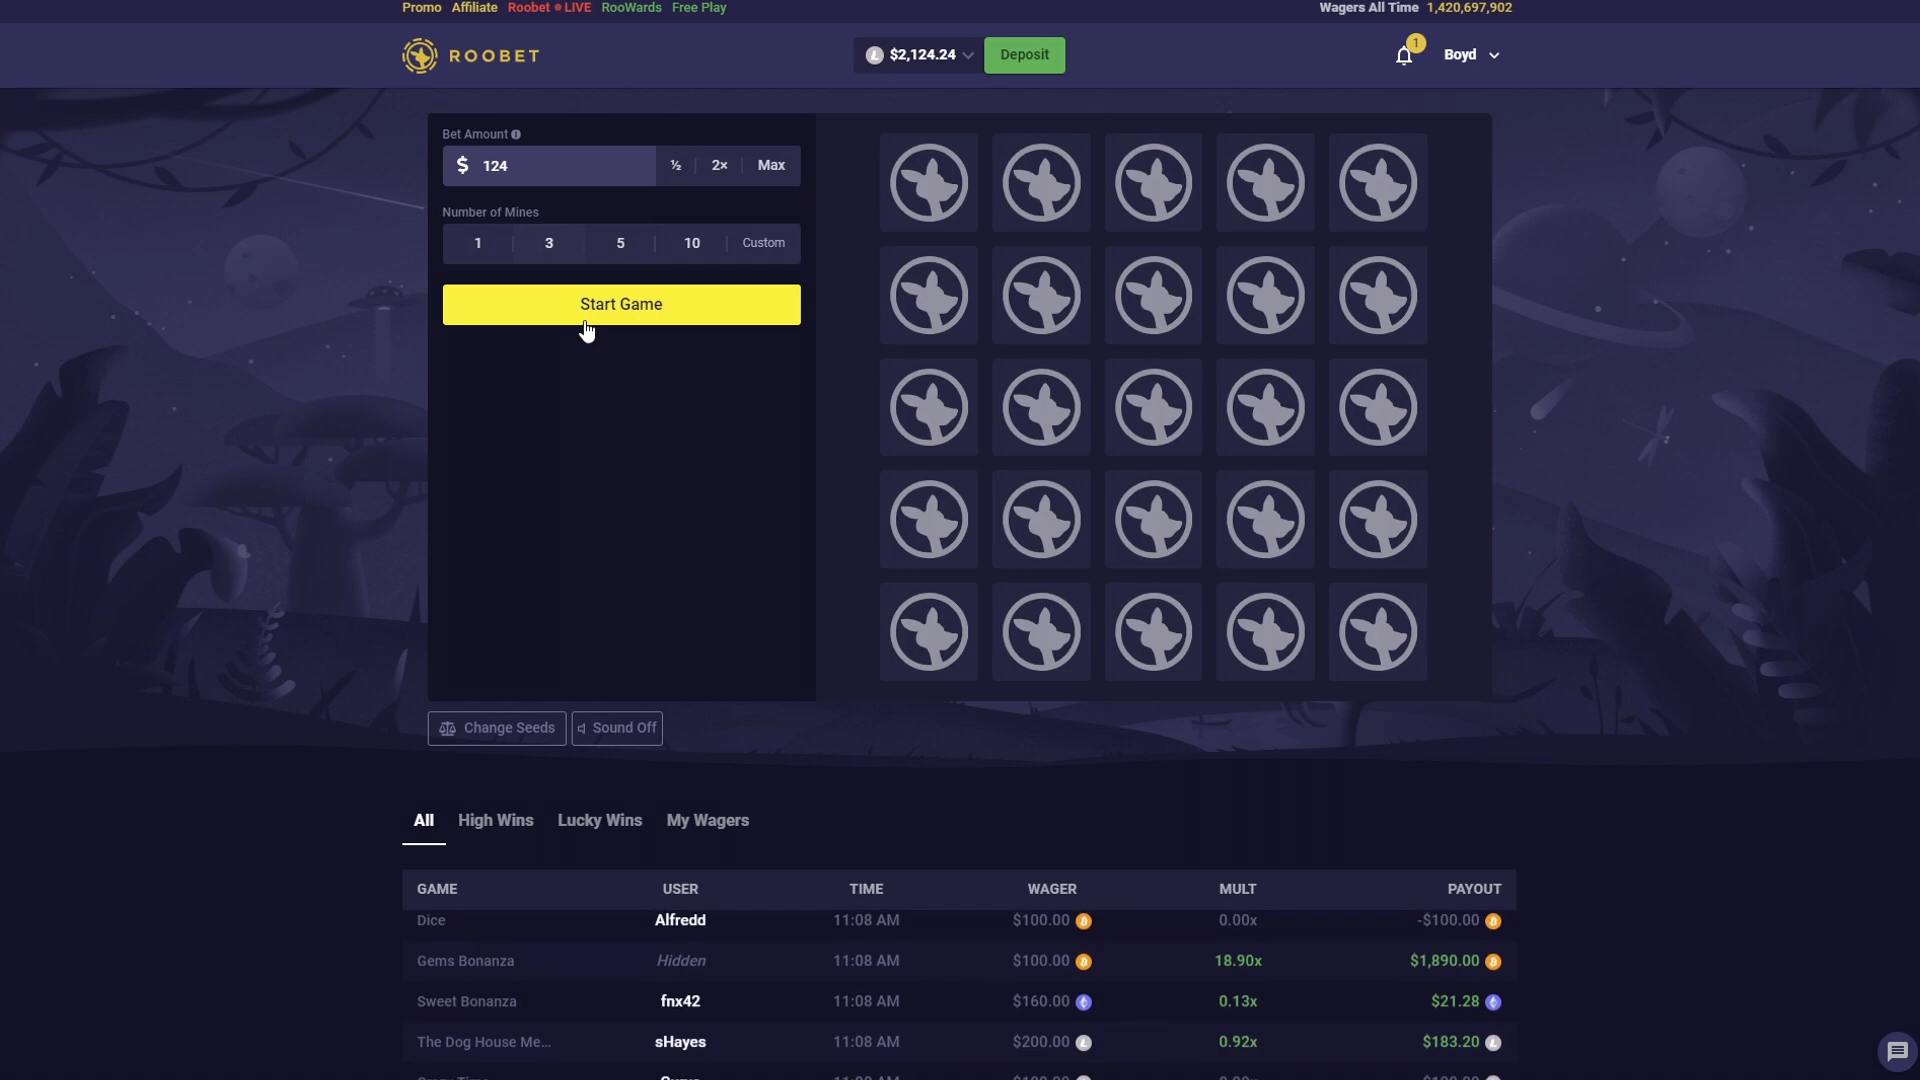 Promo Affiliate Roobet LIVE RooWards Free Play Wagers All Time 1,420,697,902
ROOBET $2,124.24 Deposit 1 Boyd
Bet Amount
$ 124 ½ 2× Max
Number of Mines
1 3 5 10 Custom
Start Game
Change Seeds Sound Off
All High Wins Lucky Wins My Wagers
GAME USER TIME WAGER MULT PAYOUT
Dice Alfredd 11:08 AM $100.00 0.00x -$100.00
Gems Bonanza Hidden 11:08 AM $100.00 18.90x $1,890.00
Sweet Bonanza fnx42 11:08 AM $160.00 0.13x $21.28
The Dog House Me... sHayes 11:08 AM $200.00 0.92x $183.20